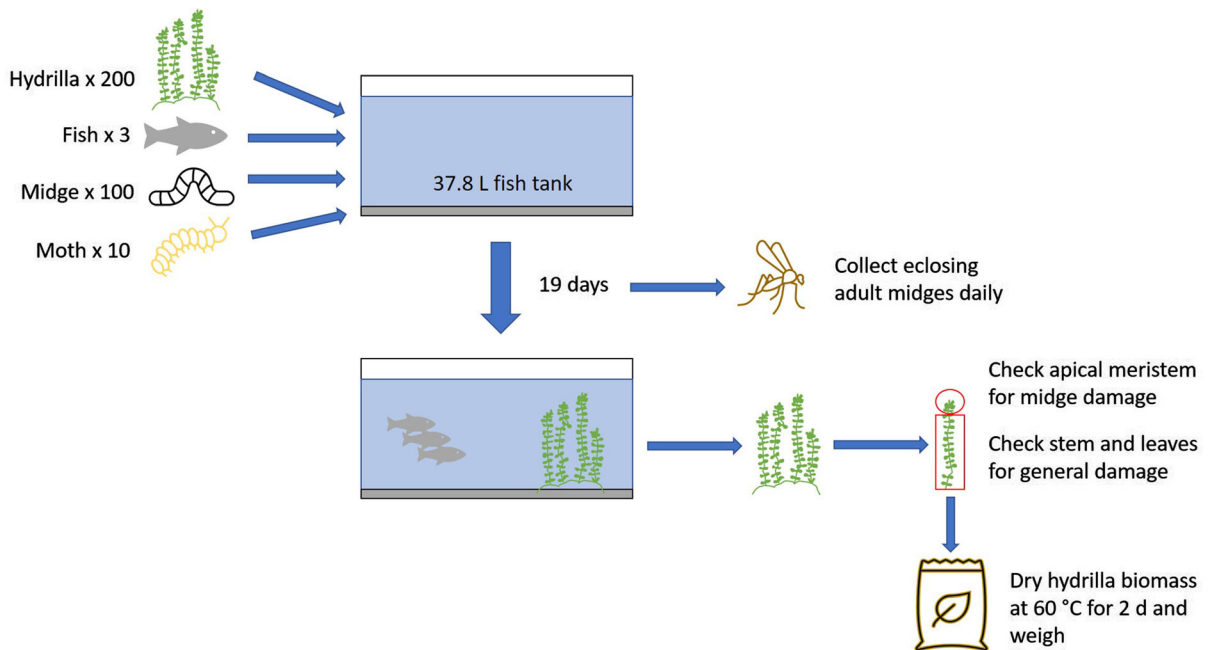 Hydrilla x 200
Fish x 3
Midge x 100
Moth x 10
37.8 L fish tank
19 days
Collect eclosing
adult midges daily
Check apical meristem
for midge damage
Check stem and leaves
for general damage
Dry hydrilla biomass
at 60 °C for 2 d and
weigh